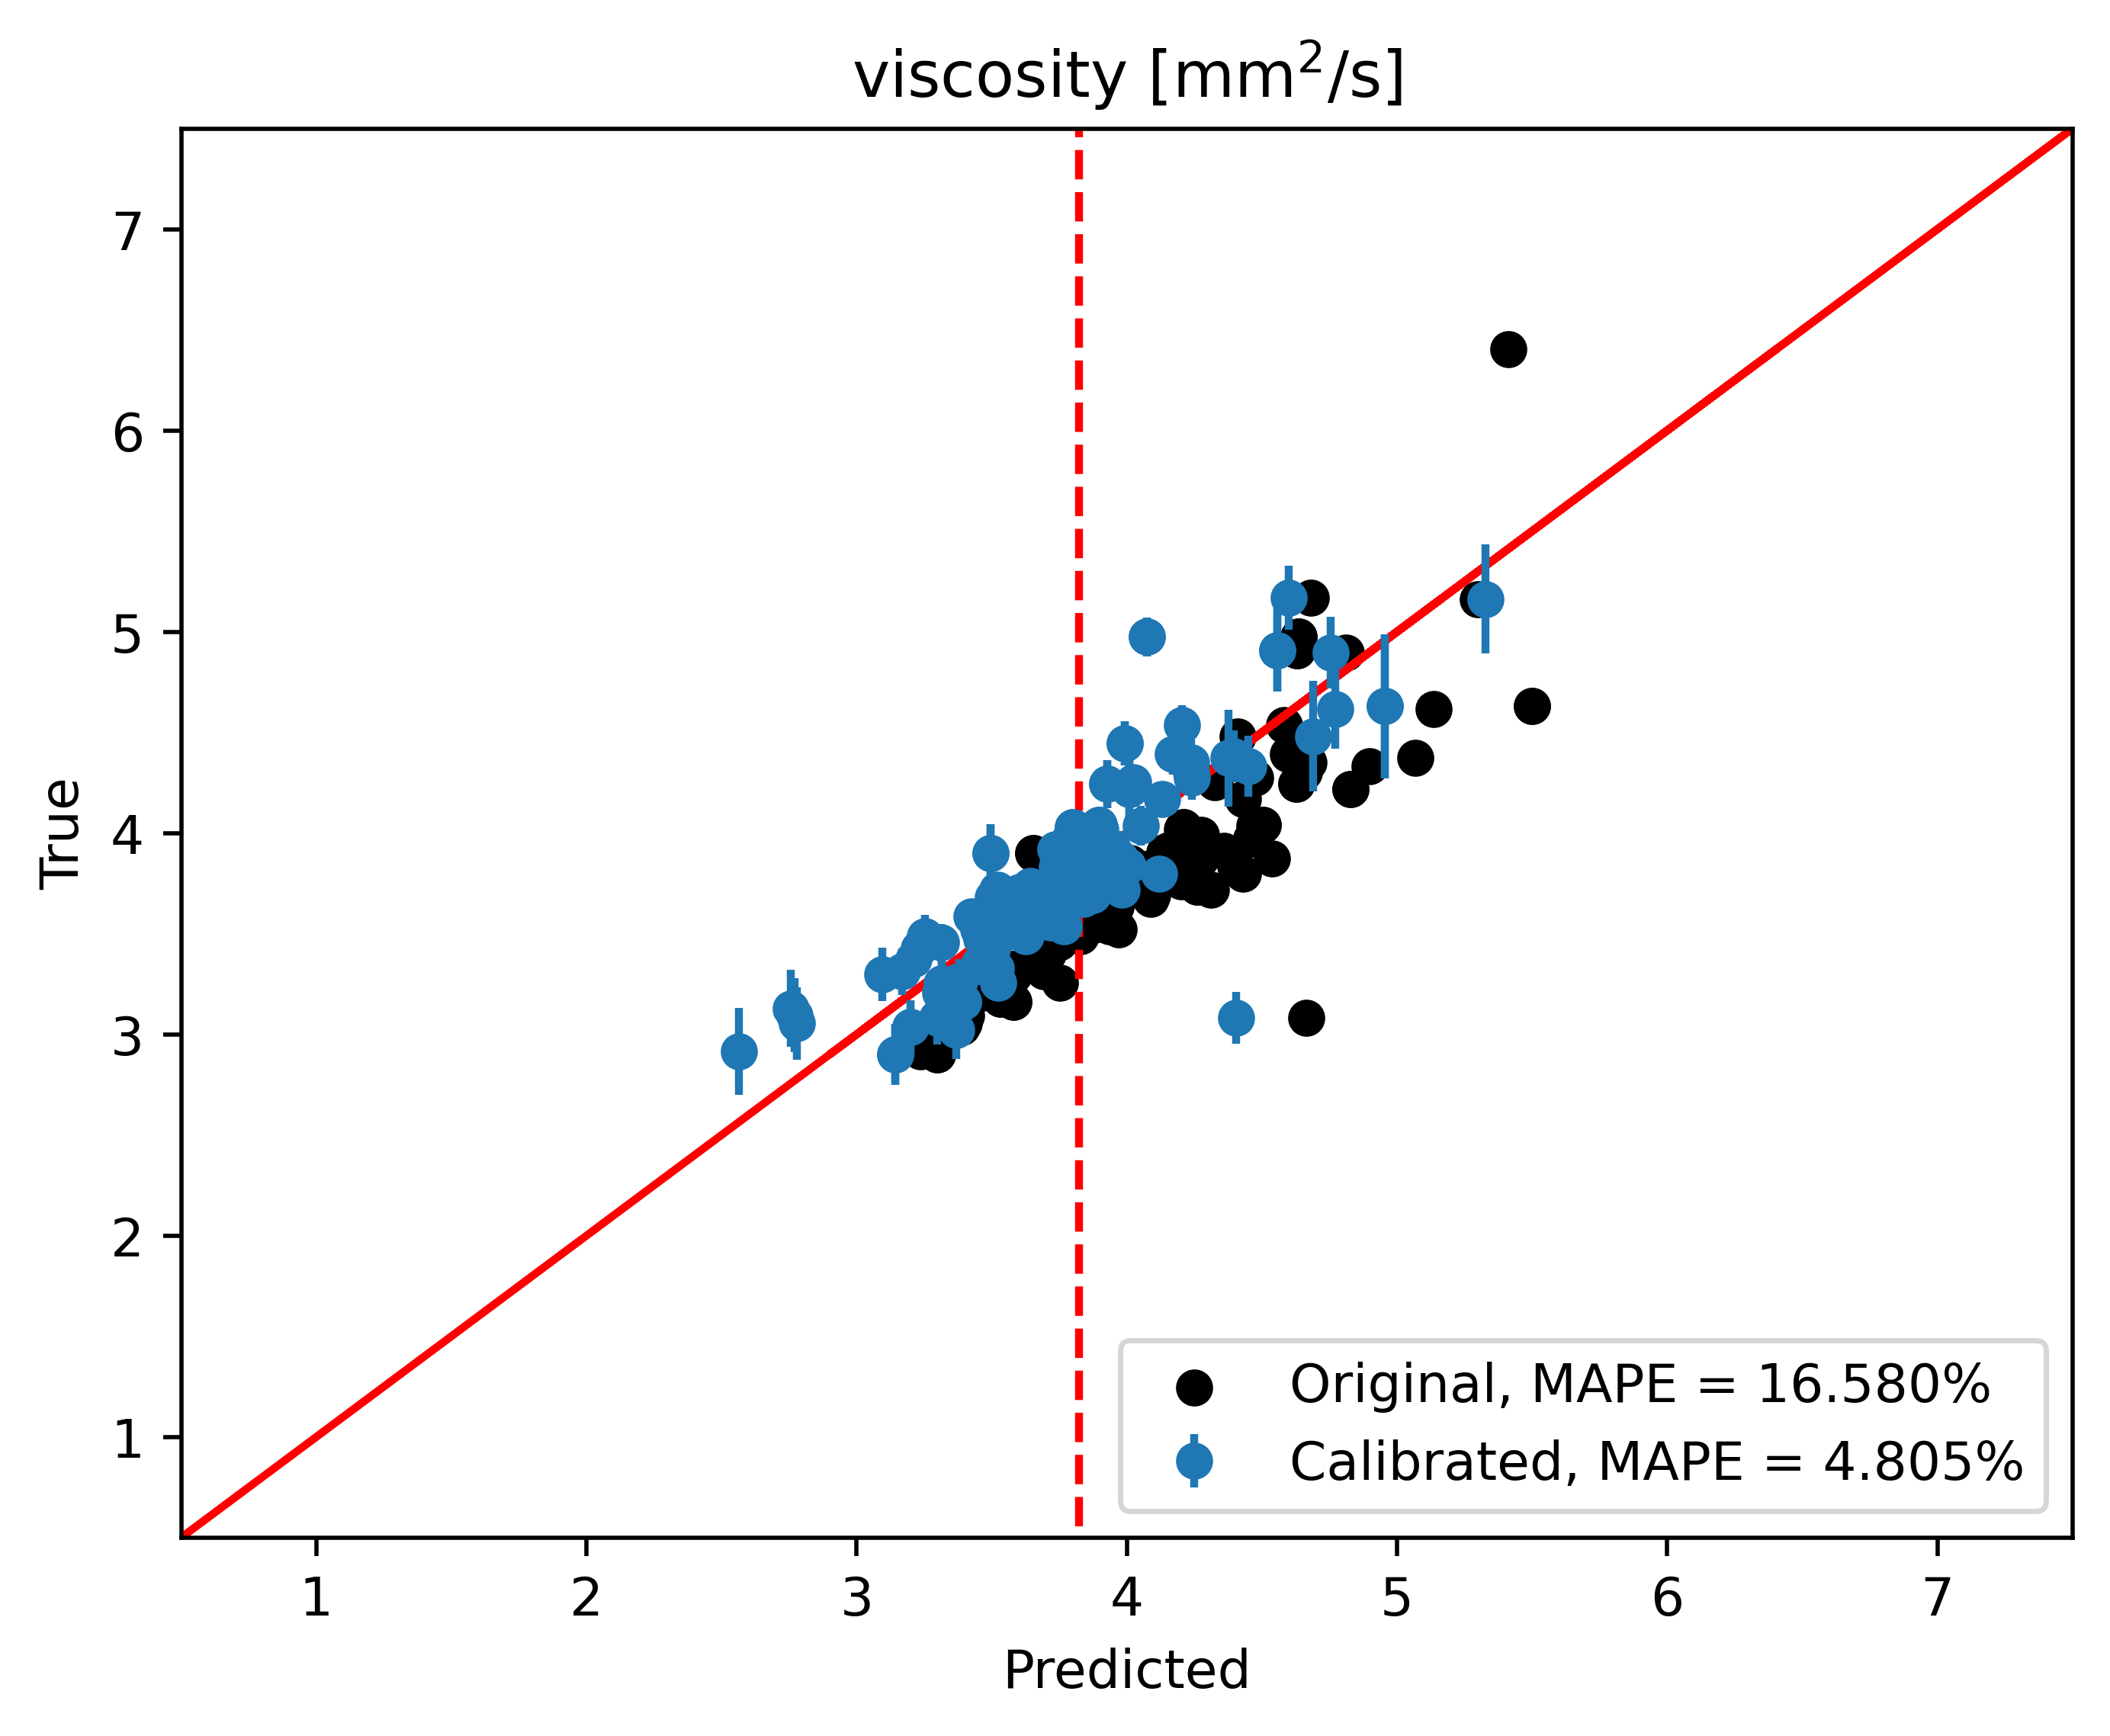 viscosity [mm²/s]
True
7
6
5
4
3
2
1
Original, MAPE = 16.580%
Calibrated, MAPE = 4.805%
1 2 3 4 5 6 7
Predicted